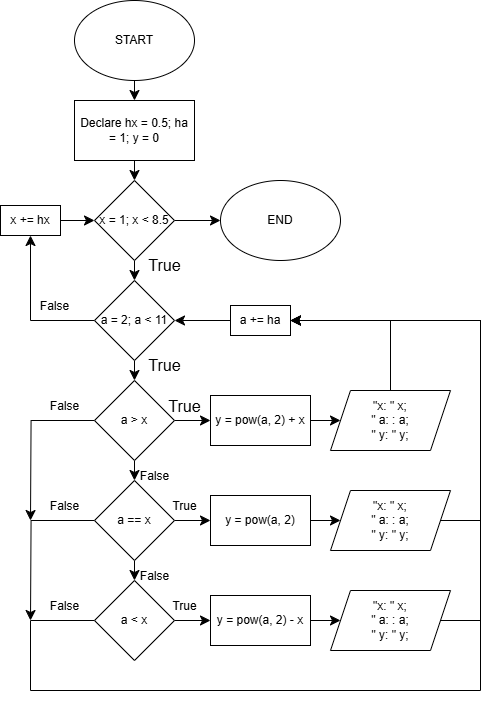 START
Declare hx = 0.5; ha
= 1; y = 0
x += hx
x = 1; x < 8.5
END
True
False
a = 2; a < 11
a += ha
True
False
a > x
True
y = pow(a, 2) + x
"x: " x;
" a: : a;
" y: " y;
False
False
a == x
True
y = pow(a, 2)
"x: " x;
" a: : a;
" y: " y;
False
False
a < x
True
y = pow(a, 2) - x
"x: " x;
" a: : a;
" y: " y;